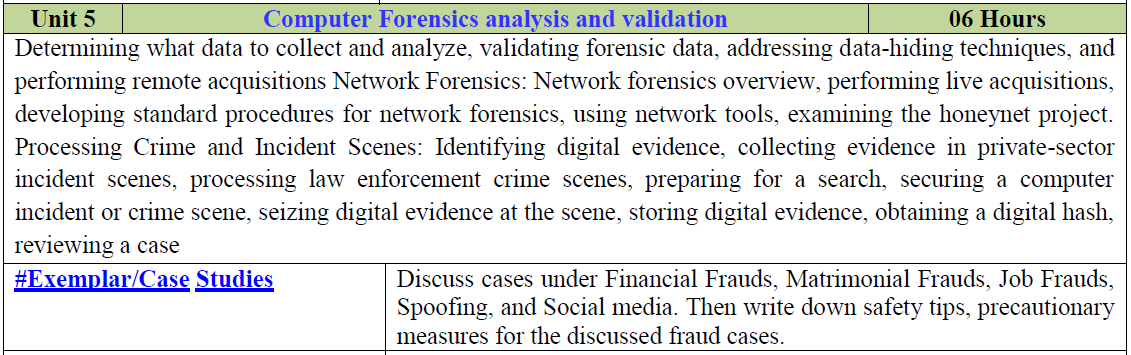 Unit 5 Computer Forensics analysis and validation 06 Hours
Determining what data to collect and analyze, validating forensic data, addressing data-hiding techniques, and
performing remote acquisitions Network Forensics: Network forensics overview, performing live acquisitions,
developing standard procedures for network forensics, using network tools, examining the honeynet project.
Processing Crime and Incident Scenes: Identifying digital evidence, collecting evidence in private-sector
incident scenes, processing law enforcement crime scenes, preparing for a search, securing a computer
incident or crime scene, seizing digital evidence at the scene, storing digital evidence, obtaining a digital hash,
reviewing a case
#Exemplar/Case Studies
Discuss cases under Financial Frauds, Matrimonial Frauds, Job Frauds,
Spoofing, and Social media. Then write down safety tips, precautionary
measures for the discussed fraud cases.